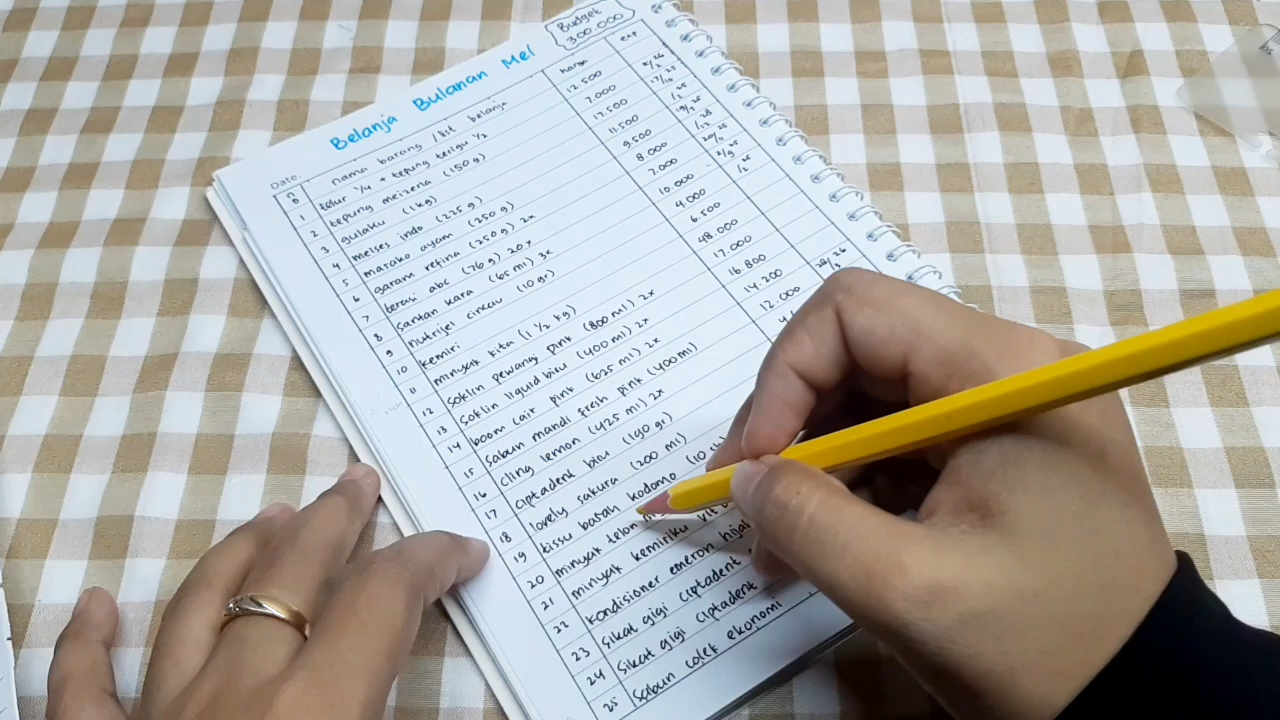 Budget
300.000
Belanja Bulanan Mei
Date.
no nama barang / list belanja harga exp
1 telur 1/4 + tepung terigu 1/2 12.500
2 tepung meizena (150 g) 7.000
3 gulaku (1kg) 17.500
4 meises indo (225 g) 11.500
5 masako ayam (250 g) 9.500
6 garam refina (250 g) 2x 8.000
7 terasi abc (76 g) 20x 7.000
8 santan kara (65 ml) 3x 10.000
9 nutrijel cincau (10 gr) 4.000
10 kemiri 6.500
11 minyak kita (1 1/2 kg) 48.000
12 soklin pewangi pink (800 ml) 2x 17.000
13 soklin liquid biru (400 ml) 2x 16.800
14 boom cair pink (625 ml) 2x 14.200
15 sabun mandi fresh pink (400 ml) 12.000
16 cling lemon (425 ml) 2x
17 ciptadent biru (190 gr)
18 lovely sakura (200 ml)
19 tissu basah kodomo (10
20 minyak telon
21 minyak kemiriku
22 kondisioner emeron hijab
23 sikat gigi ciptadent
24 sikat gigi ciptadent
25 sabun colek ekonomi